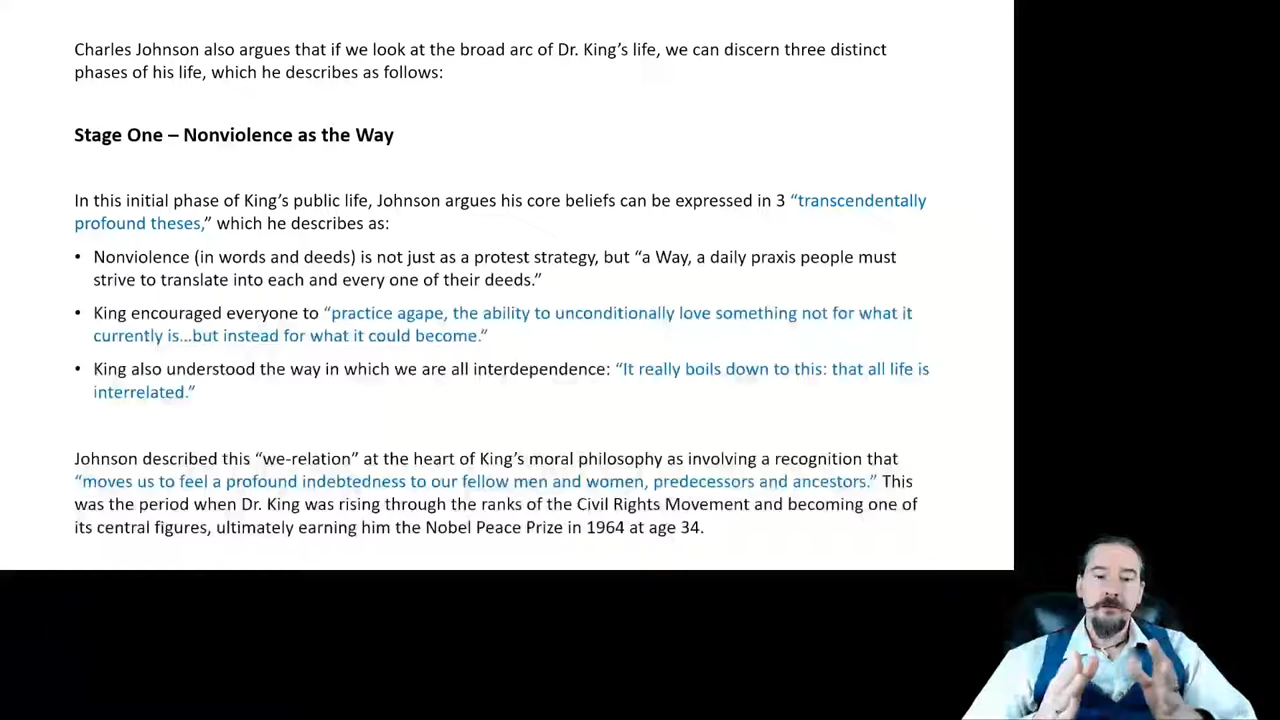 Charles Johnson also argues that if we look at the broad arc of Dr. King’s life, we can discern three distinct
phases of his life, which he describes as follows:
Stage One – Nonviolence as the Way
In this initial phase of King’s public life, Johnson argues his core beliefs can be expressed in 3 “transcendentally
profound theses,” which he describes as:
• Nonviolence (in words and deeds) is not just as a protest strategy, but “a Way, a daily praxis people must
strive to translate into each and every one of their deeds.”
• King encouraged everyone to “practice agape, the ability to unconditionally love something not for what it
currently is…but instead for what it could become.”
• King also understood the way in which we are all interdependence: “It really boils down to this: that all life is
interrelated.”
Johnson described this “we-relation” at the heart of King’s moral philosophy as involving a recognition that
“moves us to feel a profound indebtedness to our fellow men and women, predecessors and ancestors.” This
was the period when Dr. King was rising through the ranks of the Civil Rights Movement and becoming one of
its central figures, ultimately earning him the Nobel Peace Prize in 1964 at age 34.